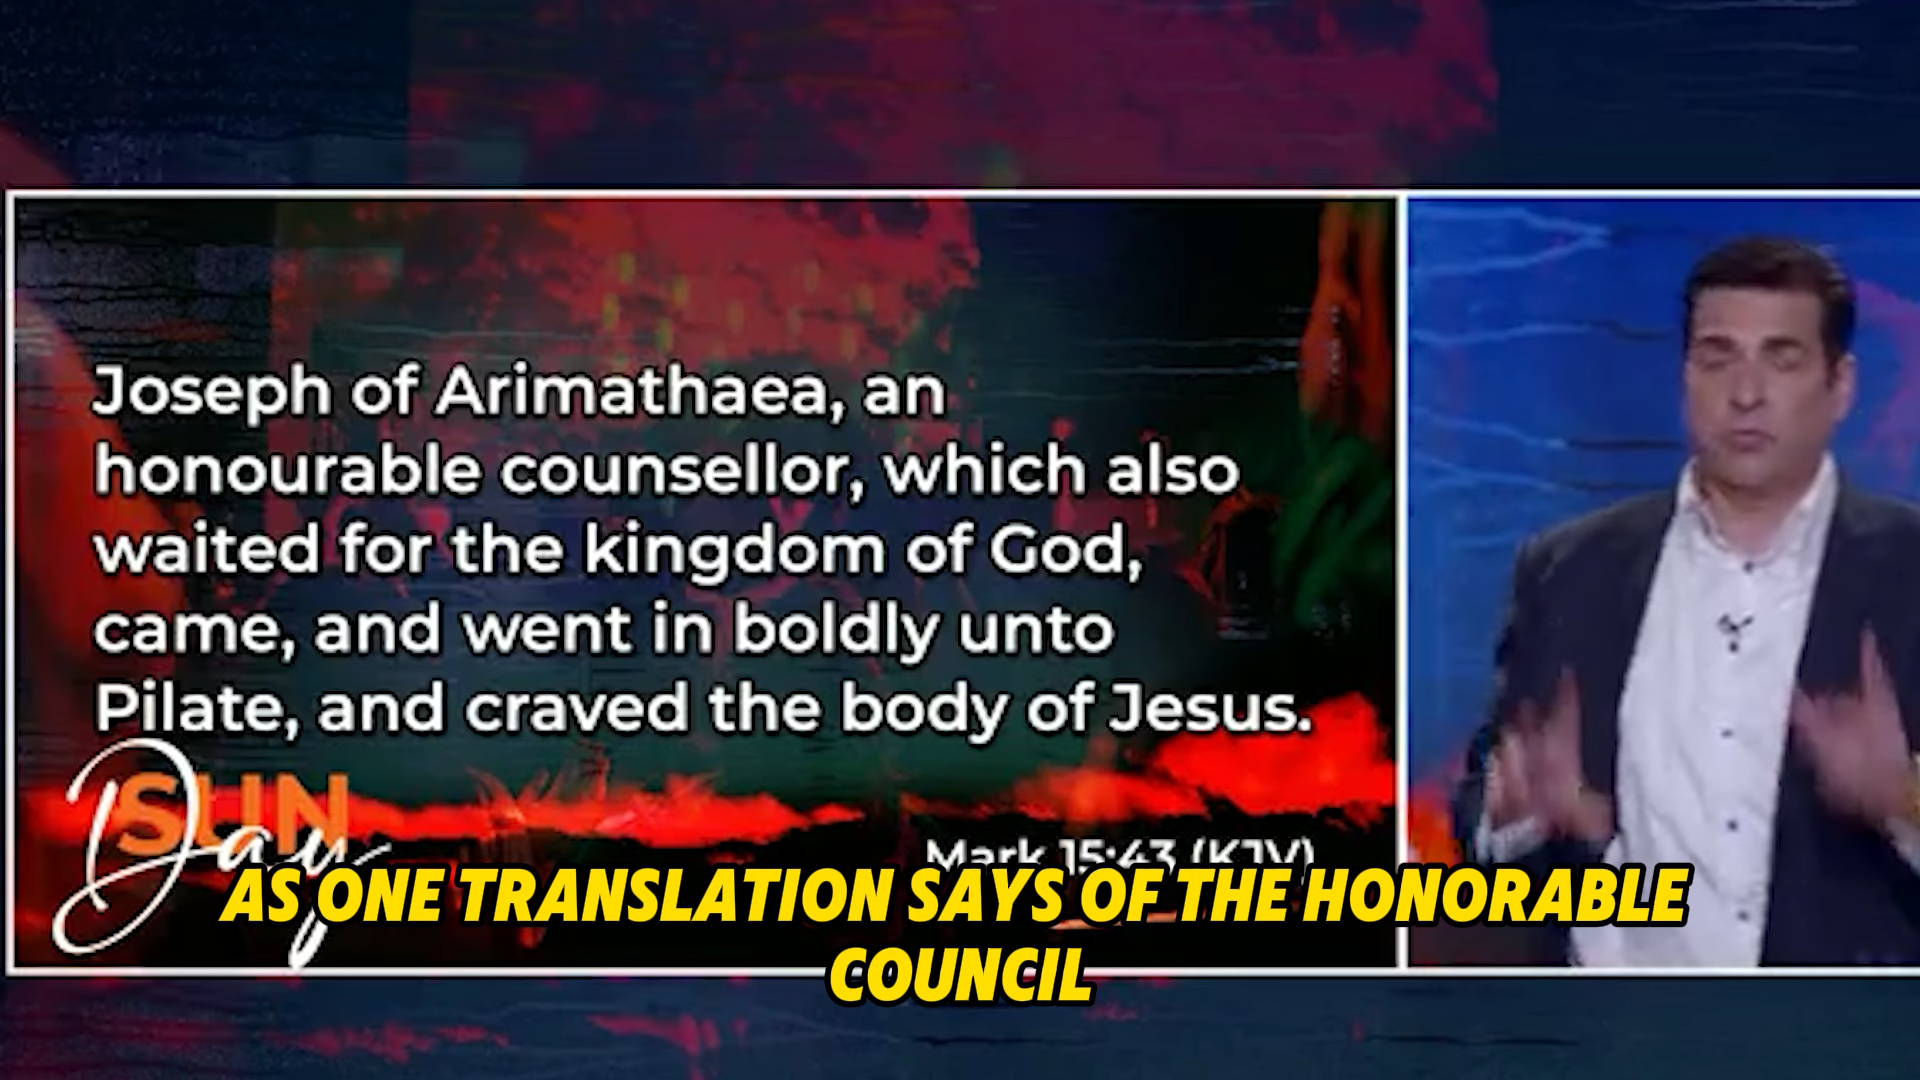 Joseph of Arimathaea, an
honourable counsellor, which also
waited for the kingdom of God,
came, and went in boldly unto
Pilate, and craved the body of Jesus.
SUN
Day
Mark 15:43 (KJV)
AS ONE TRANSLATION SAYS OF THE HONORABLE
COUNCIL